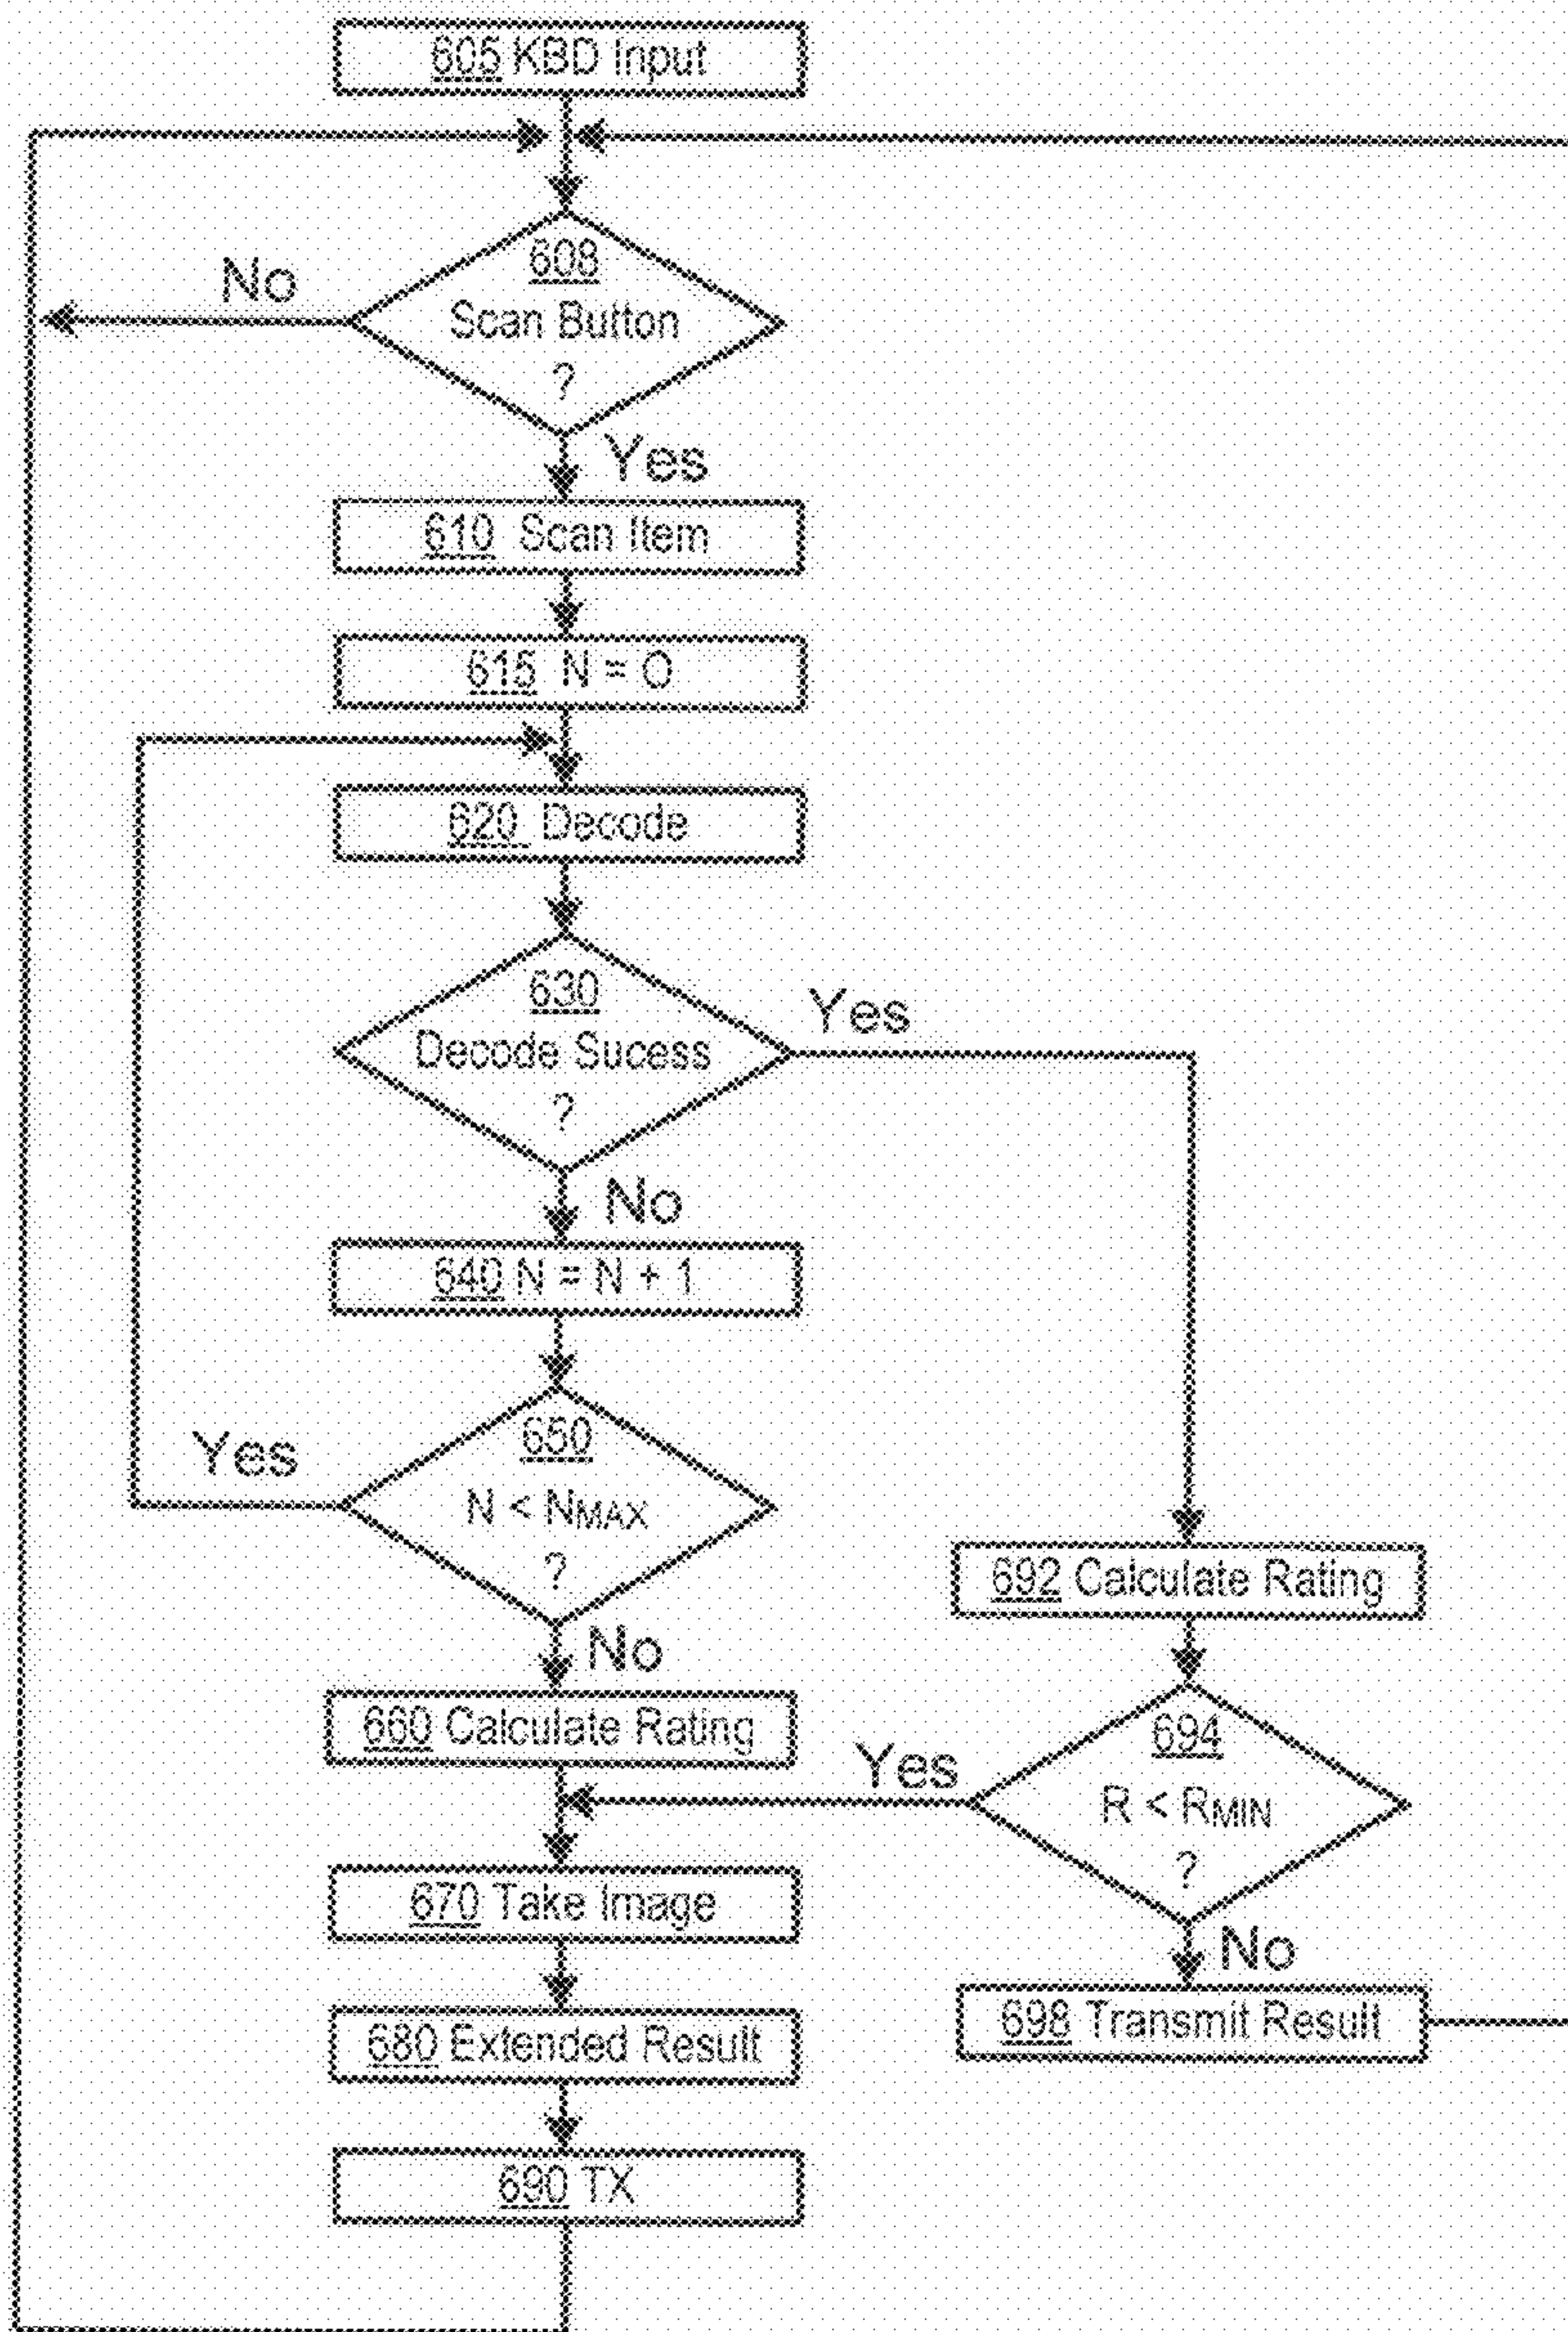 605 KBD Input
608
No
Scan Button
?
Yes
610 Scan Item
615 N = O
620 Decode
630
Yes
Decode Sucess
?
No
640 N = N + 1
650
Yes
N < NMAX
?
No
692 Calculate Rating
660 Calculate Rating
694
Yes
R < RMIN
?
670 Take Image
No
698 Transmit Result
680 Extended Result
690 TX